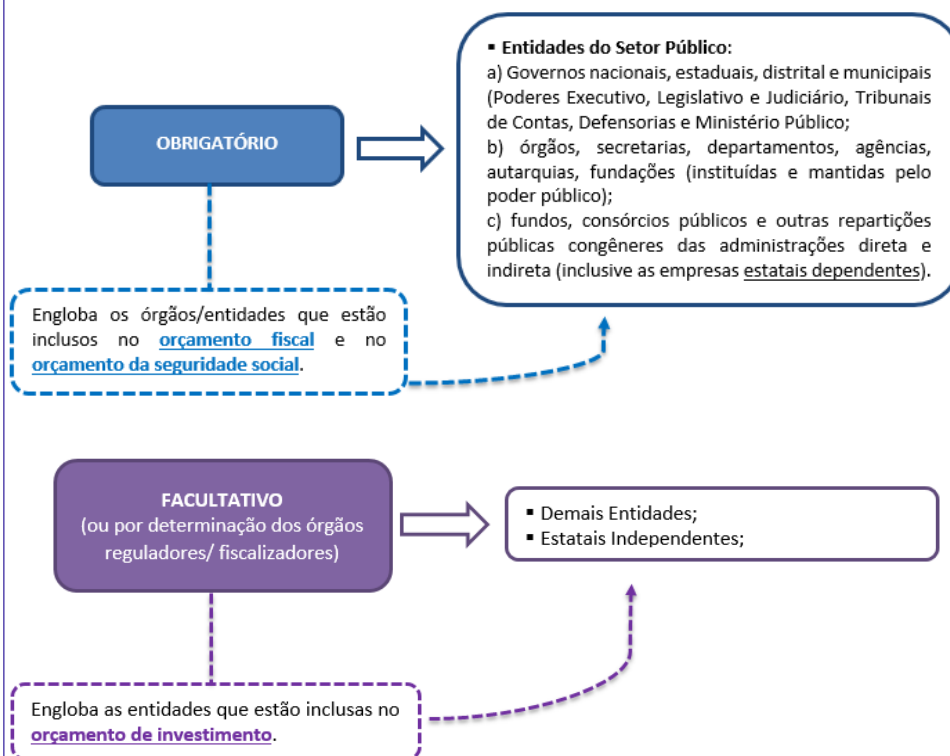 OBRIGATÓRIO
▪ Entidades do Setor Público:
a) Governos nacionais, estaduais, distrital e municipais
(Poderes Executivo, Legislativo e Judiciário, Tribunais
de Contas, Defensorias e Ministério Público;
b) órgãos, secretarias, departamentos, agências,
autarquias, fundações (instituídas e mantidas pelo
poder público);
c) fundos, consórcios públicos e outras repartições
públicas congêneres das administrações direta e
indireta (inclusive as empresas estatais dependentes).
Engloba os órgãos/entidades que estão
inclusos no orçamento fiscal e no
orçamento da seguridade social.
FACULTATIVO
(ou por determinação dos órgãos
reguladores/ fiscalizadores)
▪ Demais Entidades;
▪ Estatais Independentes;
Engloba as entidades que estão inclusas no
orçamento de investimento.